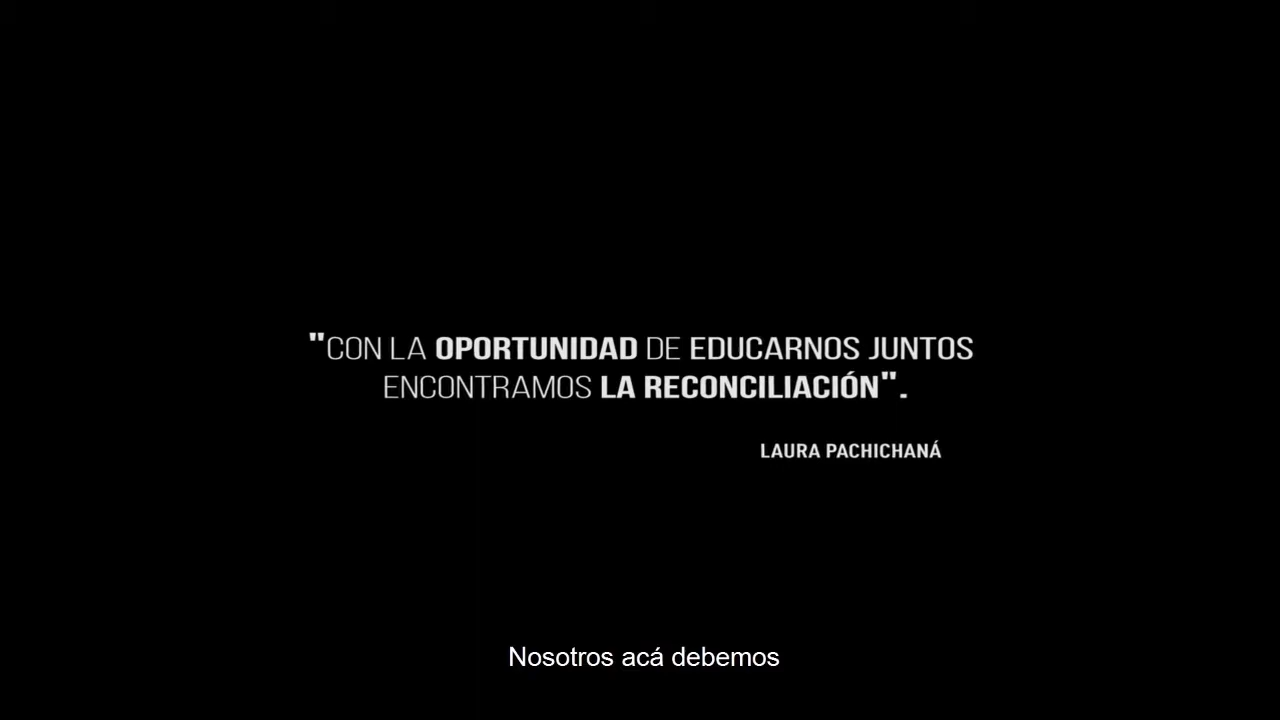 "CON LA OPORTUNIDAD DE EDUCARNOS JUNTOS
ENCONTRAMOS LA RECONCILIACIÓN".
LAURA PACHICHANÁ
Nosotros acá debemos